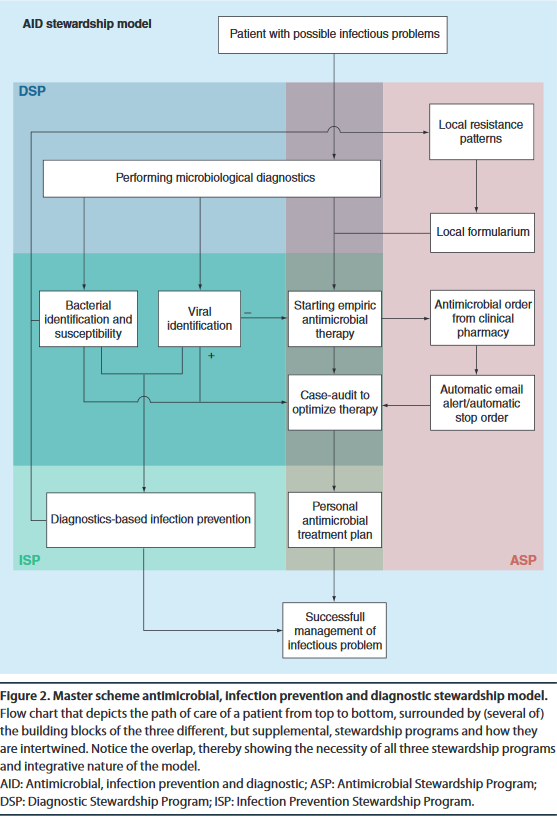 AID stewardship model
Patient with possible infectious problems
DSP
Local resistance
patterns
Performing microbiological diagnostics
Local formularium
Bacterial
identification and
susceptibility
Viral
identification
−
+
Starting empiric
antimicrobial
therapy
Antimicrobial order
from clinical
pharmacy
Case-audit to
optimize therapy
Automatic email
alert/automatic
stop order
Diagnostics-based infection prevention
Personal
antimicrobial
treatment plan
ISP
ASP
Successfull
management of
infectious problem
Figure 2. Master scheme antimicrobial, infection prevention and diagnostic stewardship model.
Flow chart that depicts the path of care of a patient from top to bottom, surrounded by (several of)
the building blocks of the three different, but supplemental, stewardship programs and how they
are intertwined. Notice the overlap, thereby showing the necessity of all three stewardship programs
and integrative nature of the model.
AID: Antimicrobial, infection prevention and diagnostic; ASP: Antimicrobial Stewardship Program;
DSP: Diagnostic Stewardship Program; ISP: Infection Prevention Stewardship Program.